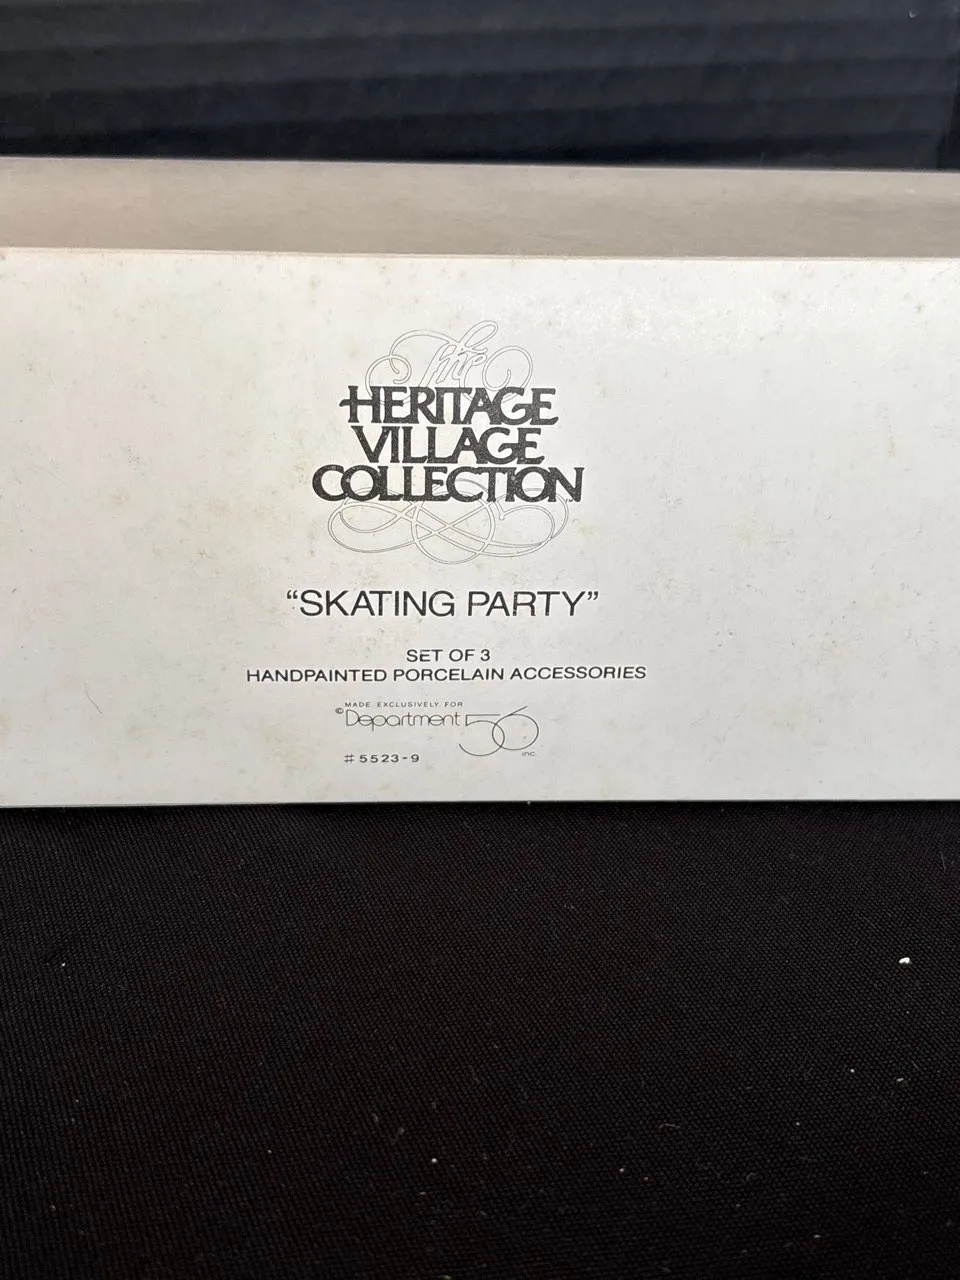 The
HERITAGE
VILLAGE
COLLECTION™
“SKATING PARTY”
SET OF 3
HANDPAINTED PORCELAIN ACCESSORIES
MADE EXCLUSIVELY FOR
©Department 56 inc.
#5523-9